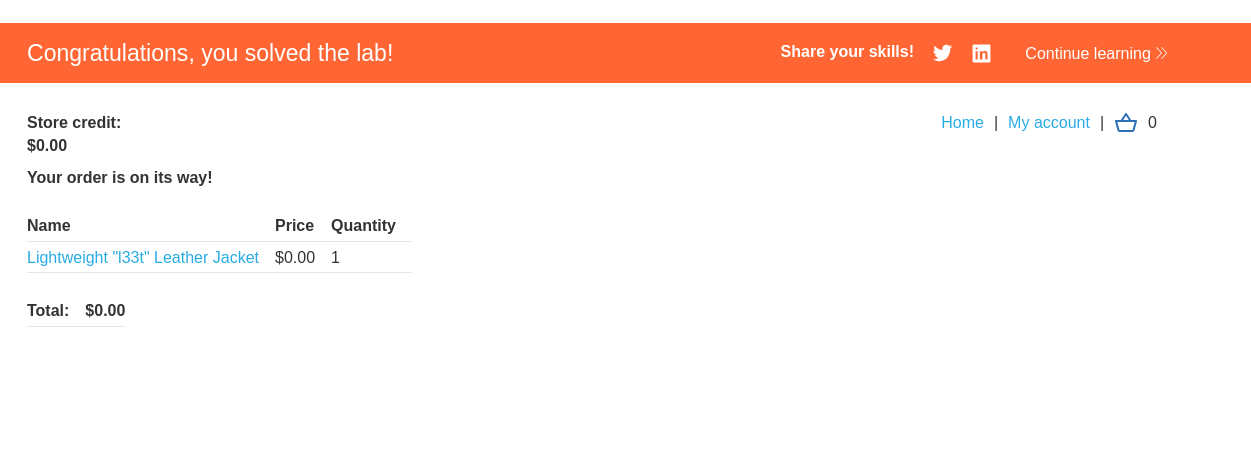 Congratulations, you solved the lab!
Share your skills!
Continue learning
Store credit:
$0.00
Home | My account | 0
Your order is on its way!
Name Price Quantity
Lightweight "l33t" Leather Jacket $0.00 1
Total: $0.00